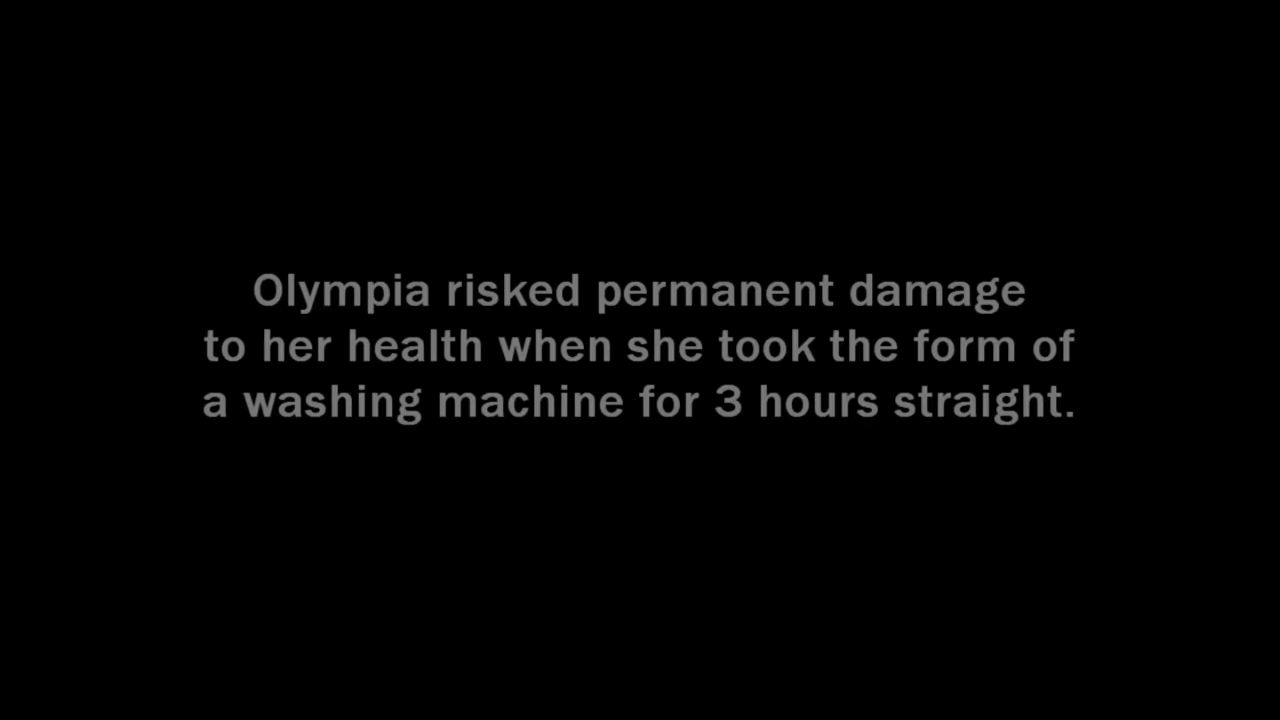 Olympia risked permanent damage
to her health when she took the form of
a washing machine for 3 hours straight.